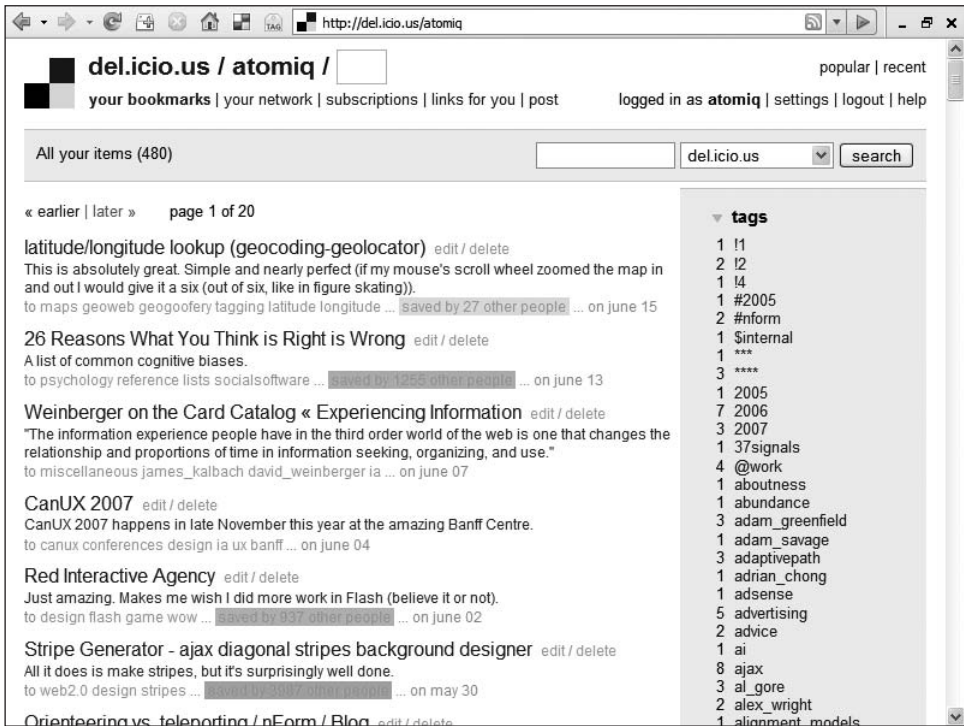 TAG
http://del.icio.us/atomiq
del.icio.us / atomiq /
popular | recent
your bookmarks | your network | subscriptions | links for you | post
logged in as atomiq | settings | logout | help
All your items (480)
del.icio.us
search
« earlier | later »
page 1 of 20
latitude/longitude lookup (geocoding-geolocator) edit / delete
This is absolutely great. Simple and nearly perfect (if my mouse's scroll wheel zoomed the map in
and out I would give it a six (out of six, like in figure skating)).
to maps geoweb geogoofery tagging latitude longitude ... saved by 27 other people ... on june 15
26 Reasons What You Think is Right is Wrong edit / delete
A list of common cognitive biases.
to psychology reference lists socialsoftware ... saved by 1255 other people ... on june 13
Weinberger on the Card Catalog « Experiencing Information edit / delete
"The information experience people have in the third order world of the web is one that changes the
relationship and proportions of time in information seeking, organizing, and use."
to miscellaneous james_kalbach david_weinberger ia ... on june 07
CanUX 2007 edit / delete
CanUX 2007 happens in late November this year at the amazing Banff Centre.
to canux conferences design ia ux banff ... on june 04
Red Interactive Agency edit / delete
Just amazing. Makes me wish I did more work in Flash (believe it or not).
to design flash game wow ... saved by 937 other people ... on june 02
Stripe Generator - ajax diagonal stripes background designer edit / delete
All it does is make stripes, but it's surprisingly well done.
to web2.0 design stripes ... saved by 3987 other people ... on may 30
Orienteering vs. teleporting / nForm / Blog edit / delete
tags
1 !1
2 !2
1 !4
1 #2005
2 #nform
1 $internal
1 ***
3 ****
1 2005
7 2006
3 2007
1 37signals
4 @work
1 aboutness
1 abundance
3 adam_greenfield
1 adam_savage
3 adaptivepath
1 adrian_chong
1 adsense
5 advertising
2 advice
1 ai
8 ajax
3 al_gore
2 alex_wright
1 alignment_models